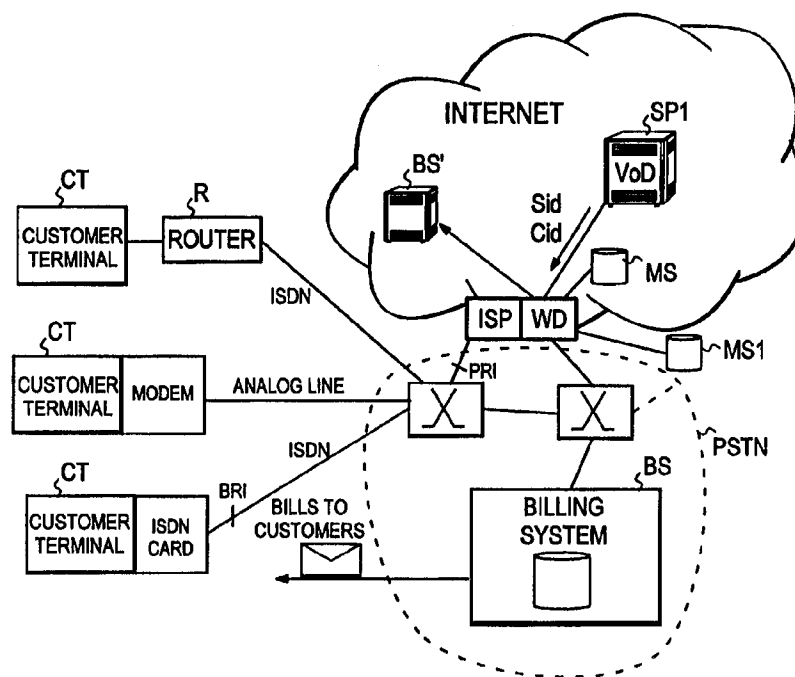 INTERNET
SP1
VoD
BS'
Sid
Cid
CT
R
CUSTOMER
TERMINAL
ROUTER
MS
ISDN
ISP
WD
MS1
CT
PRI
CUSTOMER
TERMINAL
MODEM
ANALOG LINE
ISDN
PSTN
CT
BRI
BS
CUSTOMER
TERMINAL
ISDN
CARD
BILLS TO
CUSTOMERS
BILLING
SYSTEM